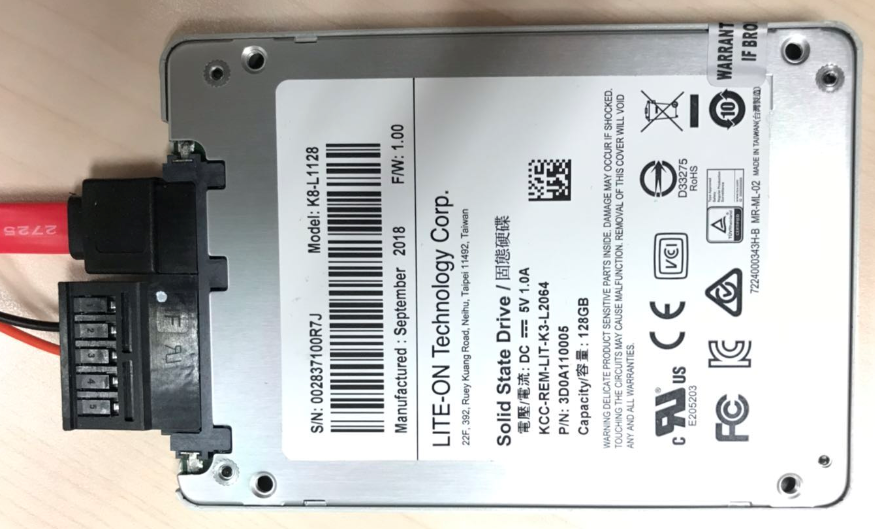 S/N: 002837100R7J
Model: K8-L1128
Manufactured : September 2018
F/W: 1.00
LITE-ON Technology Corp.
22F, 392, Ruey Kuang Road, Neihu, Taipei 11492, Taiwan
Solid State Drive / 固態硬碟
電壓/電流: DC 5V 1.0A
KCC-REM-LIT-K3-L2064
P/N: 3D0A110005
Capacity/容量 : 128GB
WARNING DELICATE PRODUCT SENSITIVE PARTS INSIDE. DAMAGE MAY OCCUR IF SHOCKED.
TOUCHING THE CIRCUITS MAY CAUSE MALFUNCTION. REMOVAL OF THIS COVER WILL VOID
ANY AND ALL WARRANTIES.
C US
E205203
CE
VCI
D33275
RoHS
FC
10
7224000343H-B MR-ML-02 MADE IN TAIWAN(台灣製造)
WARRANT
IF BRO
2725
1
2
3
4
5